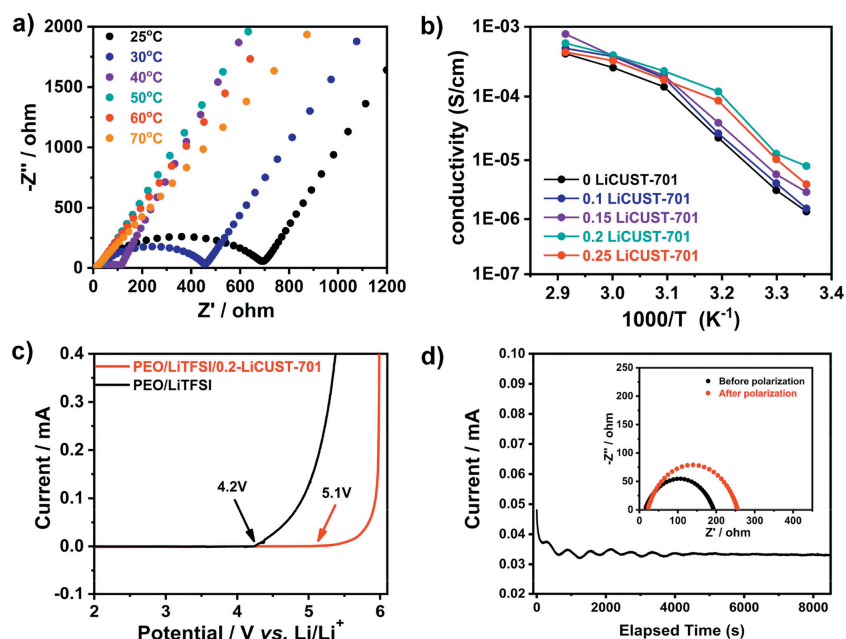 a)
25°C
30°C
40°C
50°C
60°C
70°C
2000
1500
1000
500
250
0
-Z'' / ohm
0 200 400 600 800 1000 1200
Z' / ohm
b)
1E-03
1E-04
1E-05
1E-06
1E-07
conductivity (S/cm)
0 LiCUST-701
0.1 LiCUST-701
0.15 LiCUST-701
0.2 LiCUST-701
0.25 LiCUST-701
2.9 3.0 3.1 3.2 3.3 3.4
1000/T (K⁻¹)
c)
PEO/LiTFSI/0.2-LiCUST-701
PEO/LiTFSI
0.4
0.3
0.2
0.1
0.0
-0.1
Current / mA
4.2V
5.1V
2 3 4 5 6
Potential / V vs. Li/Li⁺
d)
0.10
0.09
0.08
0.07
0.06
0.05
0.04
0.03
0.02
Current / mA
250
200
150
100
50
0
-Z'' / ohm
Before polarization
After polarization
0 100 200 300 400
Z' / ohm
0 2000 4000 6000 8000
Elapsed Time (s)